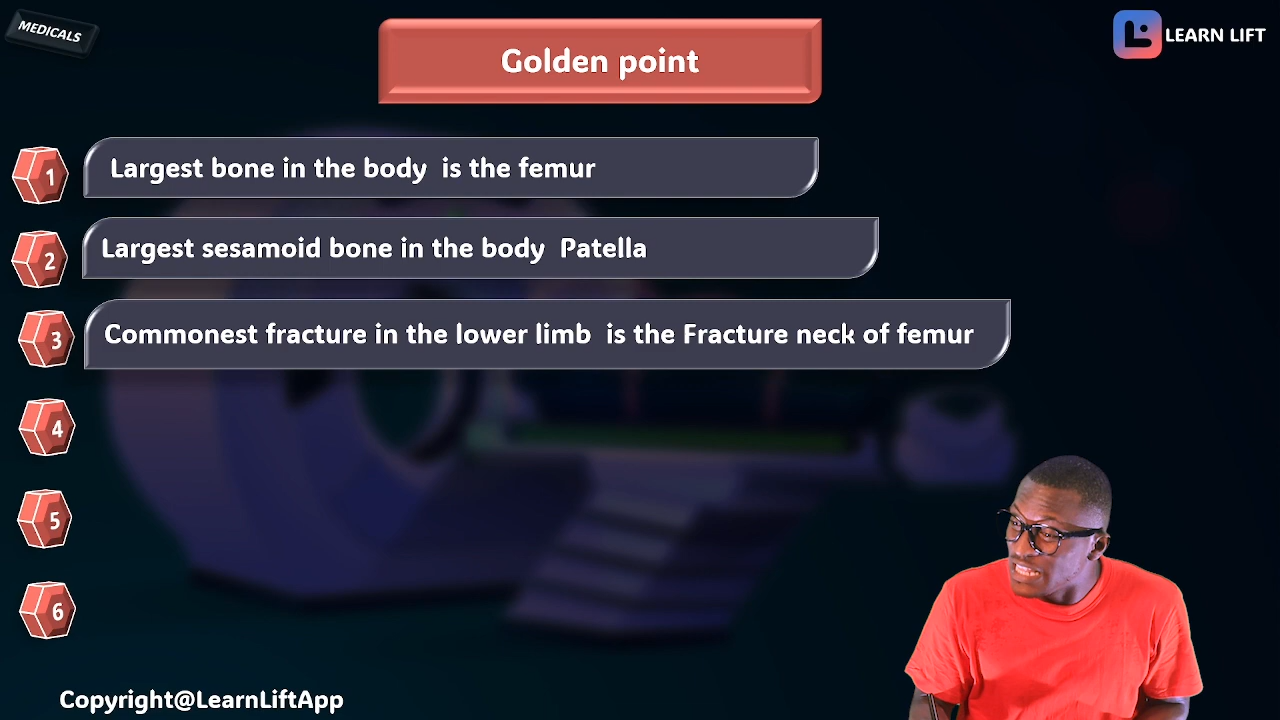 MEDICALS
LEARN LIFT
Golden point
1 Largest bone in the body is the femur
2 Largest sesamoid bone in the body Patella
3 Commonest fracture in the lower limb is the Fracture neck of femur
4
5
6
Copyright@LearnLiftApp